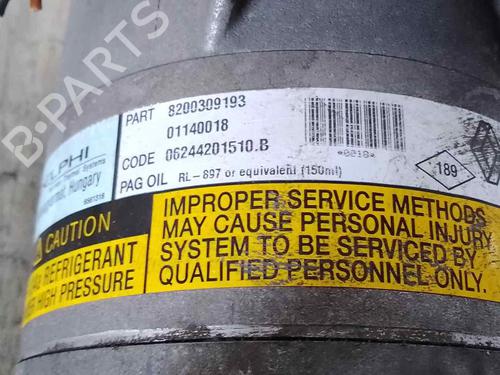 B-PARTS
PART 8200309193
01140018
CODE 06244201510.B
PAG OIL RL-897 or equivalent (150ml)
Hungary
*0018*
189
CAUTION
REFRIGERANT
HIGH PRESSURE
IMPROPER SERVICE METHODS
MAY CAUSE PERSONAL INJURY
SYSTEM TO BE SERVICED BY
QUALIFIED PERSONNEL ONLY.